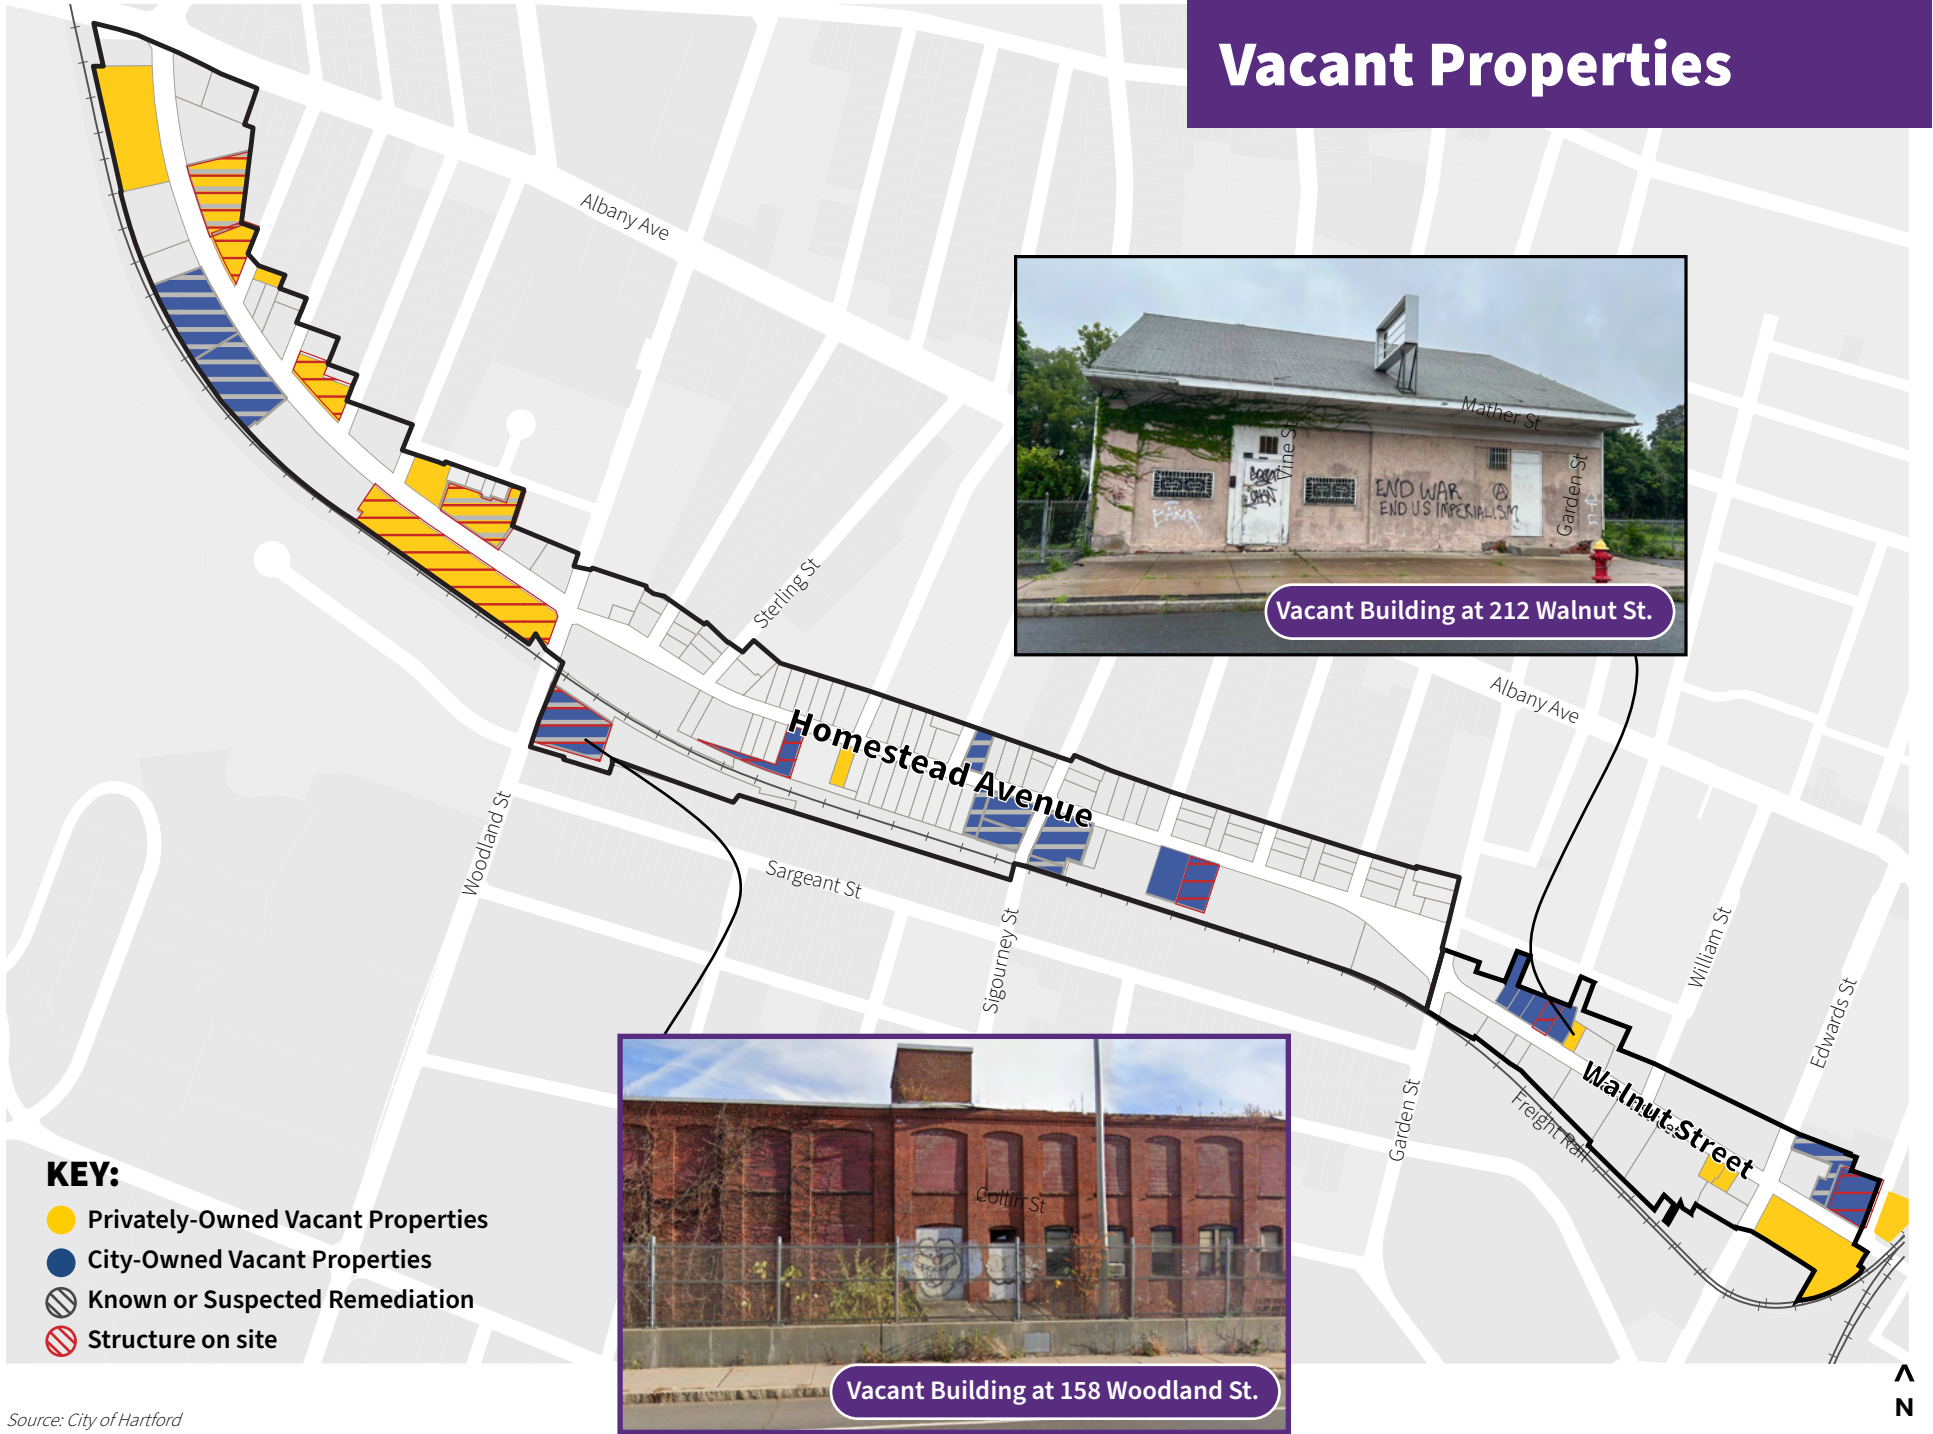 Vacant Properties
Albany Ave
Mather St
Vine St
Garden St
END WAR
END US IMPERIALISM
Vacant Building at 212 Walnut St.
Sterling St
Albany Ave
Homestead Avenue
Woodland St
Sargeant St
Sigourney St
William St
Edwards St
Garden St
Freight Rail
Walnut Street
Collin St
Vacant Building at 158 Woodland St.
KEY:
Privately-Owned Vacant Properties
City-Owned Vacant Properties
Known or Suspected Remediation
Structure on site
Source: City of Hartford
N